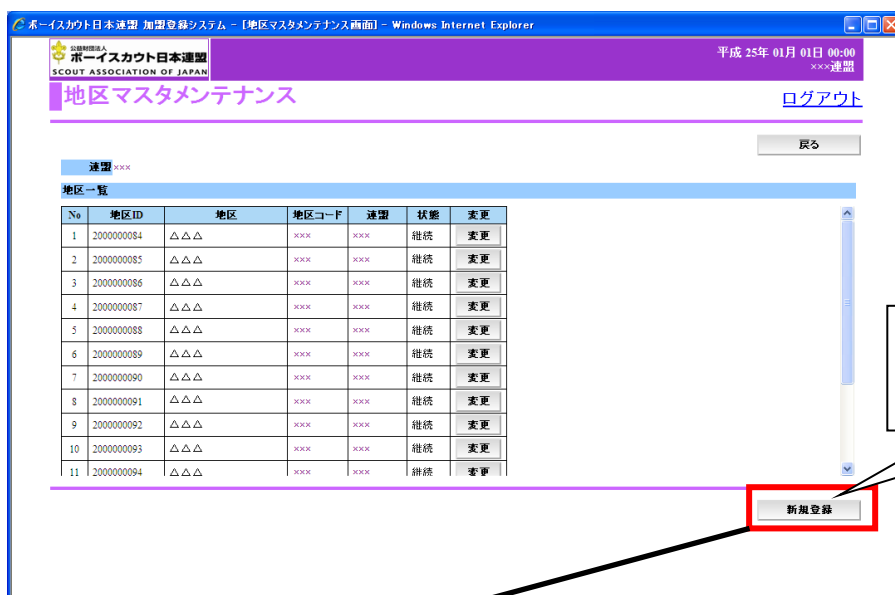 ボーイスカウト日本連盟 加盟登録システム - [地区マスタメンテナンス画面] - Windows Internet Explorer
公益財団法人
ボーイスカウト日本連盟
SCOUT ASSOCIATION OF JAPAN
平成 25年 01月 01日 00:00
×××連盟
地区マスタメンテナンス
ログアウト
戻る
連盟 ×××
地区一覧
No 地区ID 地区 地区コード 連盟 状態 変更
1 2000000084 △△△ ××× ××× 継続 変更
2 2000000085 △△△ ××× ××× 継続 変更
3 2000000086 △△△ ××× ××× 継続 変更
4 2000000087 △△△ ××× ××× 継続 変更
5 2000000088 △△△ ××× ××× 継続 変更
6 2000000089 △△△ ××× ××× 継続 変更
7 2000000090 △△△ ××× ××× 継続 変更
8 2000000091 △△△ ××× ××× 継続 変更
9 2000000092 △△△ ××× ××× 継続 変更
10 2000000093 △△△ ××× ××× 継続 変更
11 2000000094 △△△ ××× ××× 継続 変更
新規登録